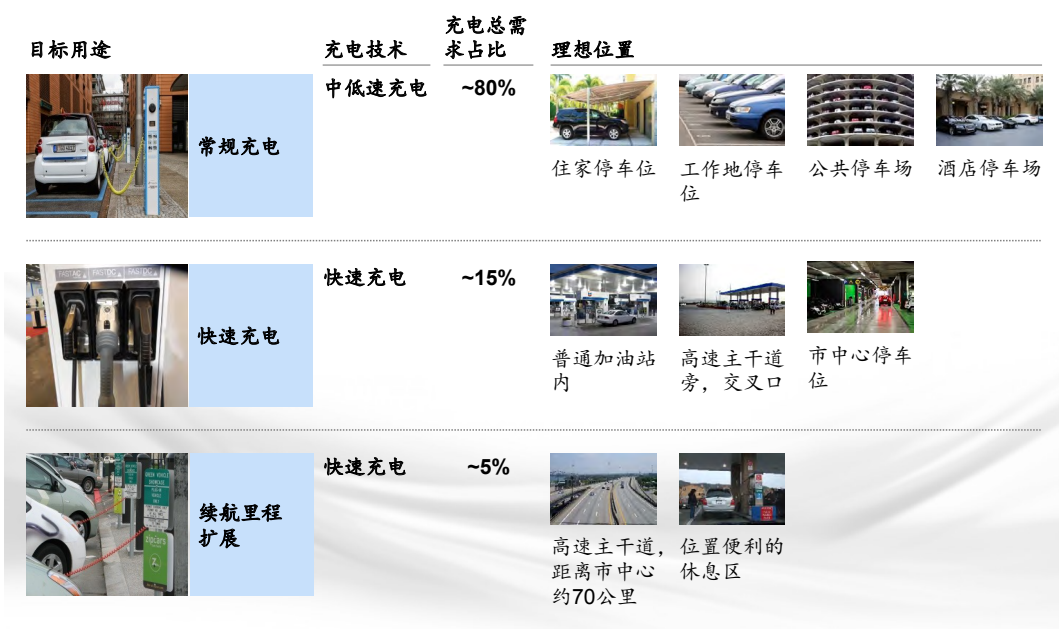 充电总需
目标用途 充电技术 求占比 理想位置
中低速充电 ~80%
常规充电
住家停车位 工作地停车 公共停车场 酒店停车场
位
FASTAC FASTDC FASTDC
快速充电 ~15%
快速充电
普通加油站 高速主干道 市中心停车
内 旁，交叉口 位
快速充电 ~5%
续航里程
扩展
zipcars
高速主干道， 位置便利的
距离市中心 休息区
约70公里